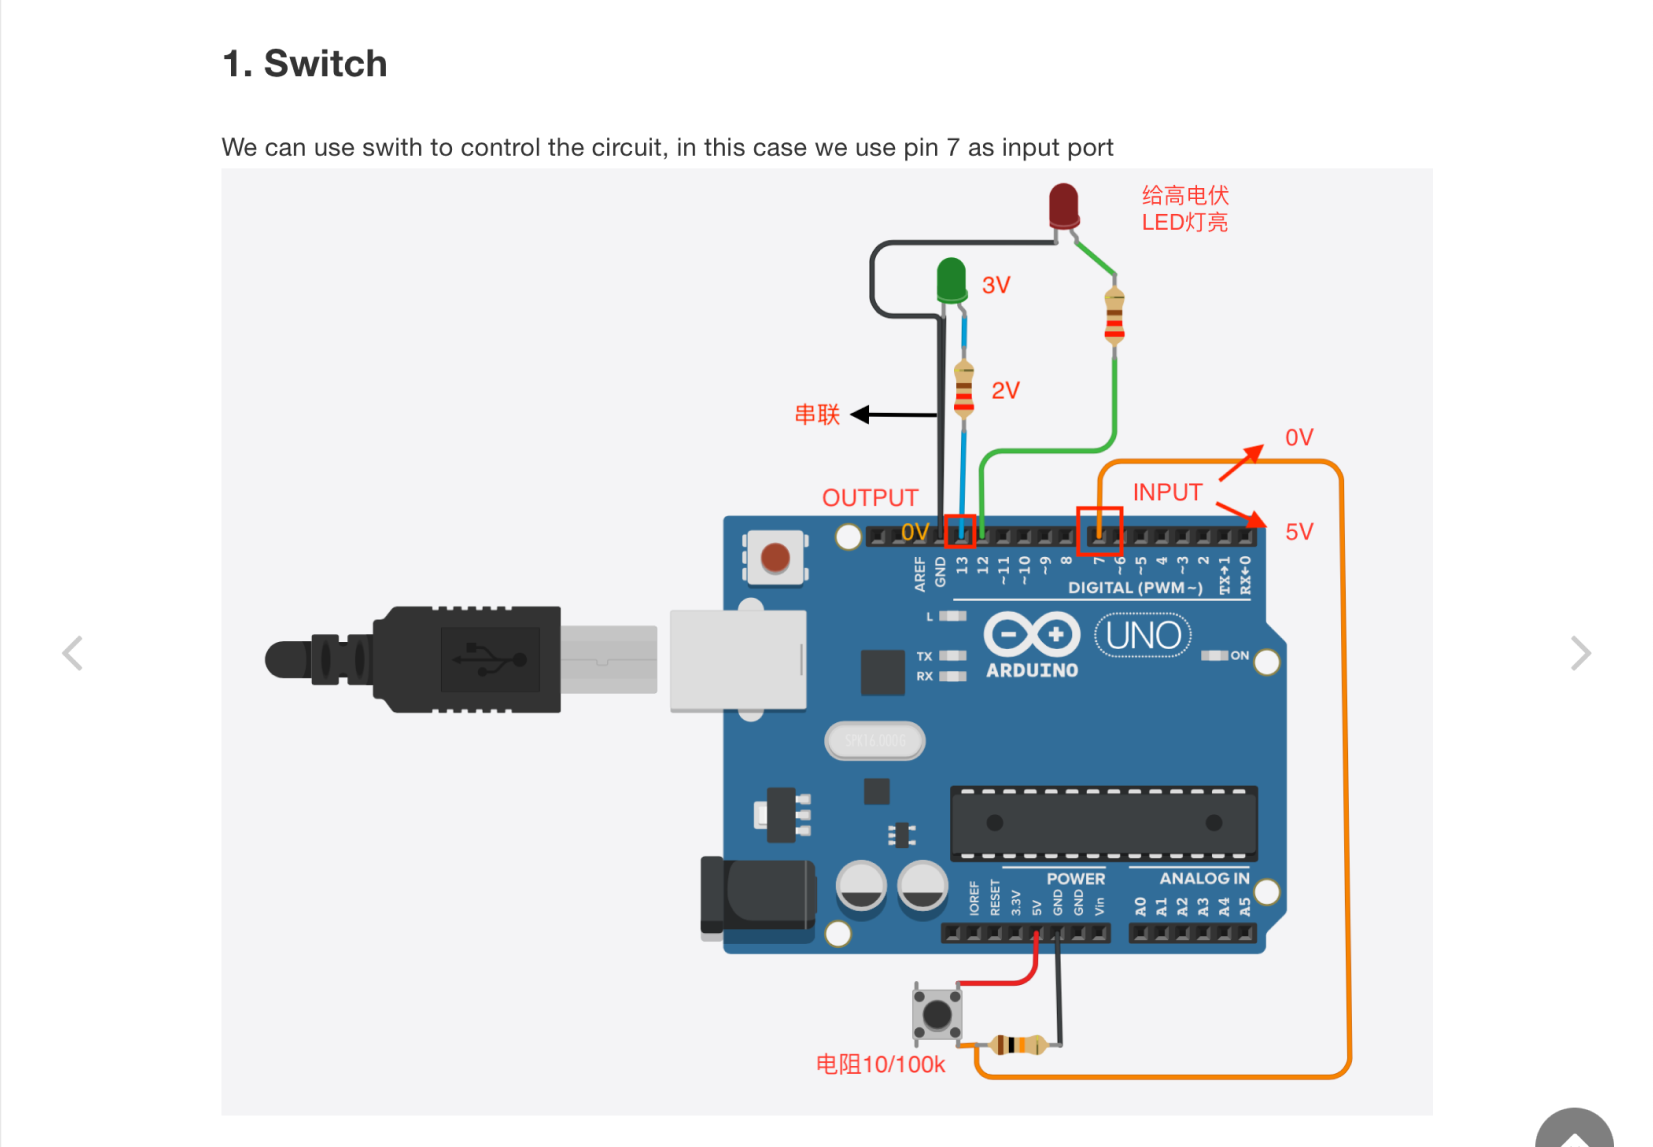 1. Switch
We can use swith to control the circuit, in this case we use pin 7 as input port
给高电伏
LED灯亮
3V
2V
串联
0V
INPUT
OUTPUT
5V
0V
AREF
GND
13
12
~11
~10
~9
8
7
~6
~5
4
~3
2
TX→1
RX←0
DIGITAL (PWM~)
L
TX
RX
ARDUINO
UNO
ON
SPK16.000G
POWER
ANALOG IN
IOREF
RESET
3.3V
5V
GND
GND
Vin
A0
A1
A2
A3
A4
A5
电阻10/100k